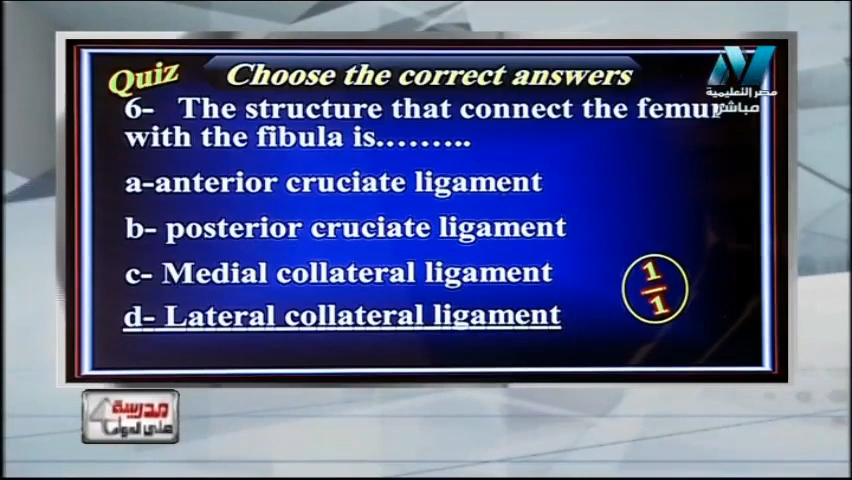 Quiz
Choose the correct answers
مصر التعليمية
مباشر
6- The structure that connect the femur
with the fibula is.........
a-anterior cruciate ligament
b- posterior cruciate ligament
c- Medial collateral ligament
d- Lateral collateral ligament
1
1
مدرسة
على الهواء